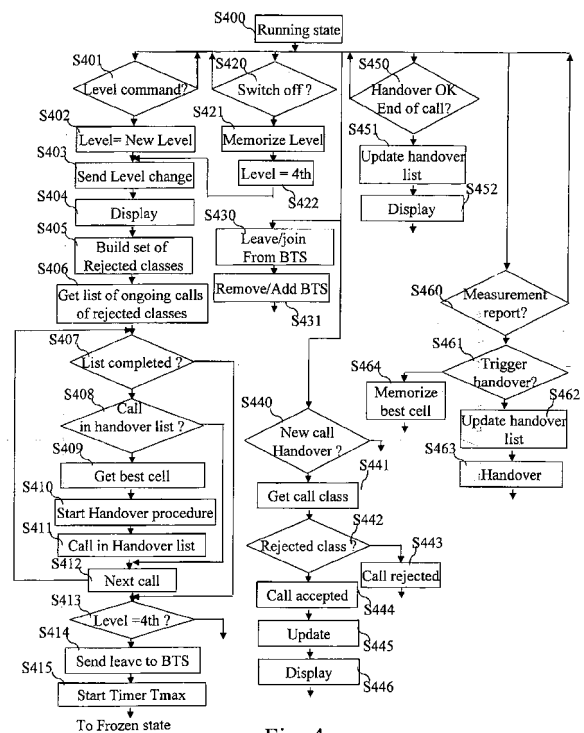 S400
Running state
S401
Level command?
S402
Level= New Level
S403
Send Level change
S404
Display
S405
Build set of
Rejected classes
S406
Get list of ongoing calls
of rejected classes
S407
List completed ?
S408
Call
in handover list ?
S409
Get best cell
S410
Start Handover procedure
S411
Call in Handover list
S412
Next call
S413
Level =4th ?
S414
Send leave to BTS
S415
Start Timer Tmax
To Frozen state
S420
Switch off ?
S421
Memorize Level
Level = 4th
S422
S430
Leave/join
From BTS
Remove/Add BTS
S431
S440
New call
Handover ?
S441
Get call class
S442
Rejected class ?
S443
Call rejected
Call accepted
S444
Update
S445
Display
S446
S450
Handover OK
End of call?
S451
Update handover
list
S452
Display
S460
Measurement
report?
S461
Trigger
handover?
S464
Memorize
best cell
S462
Update handover
list
S463
Handover
Fig. 4